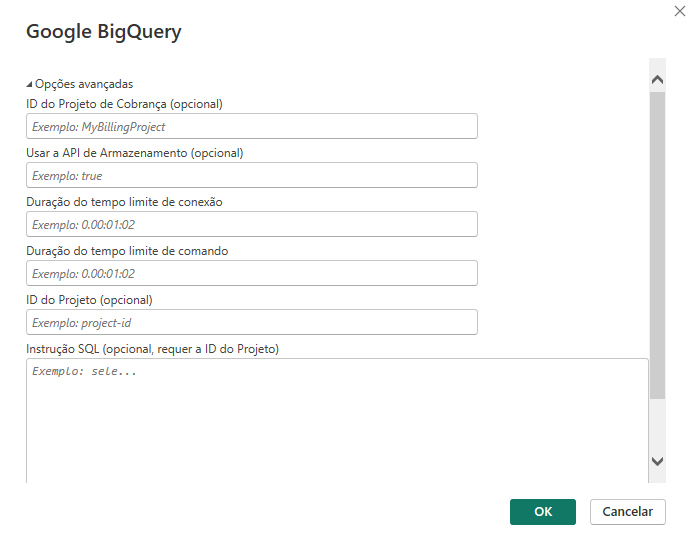 Google BigQuery
Opções avançadas
ID do Projeto de Cobrança (opcional)
Exemplo: MyBillingProject
Usar a API de Armazenamento (opcional)
Exemplo: true
Duração do tempo limite de conexão
Exemplo: 0.00:01:02
Duração do tempo limite de comando
Exemplo: 0.00:01:02
ID do Projeto (opcional)
Exemplo: project-id
Instrução SQL (opcional, requer a ID do Projeto)
Exemplo: sele...
OK
Cancelar